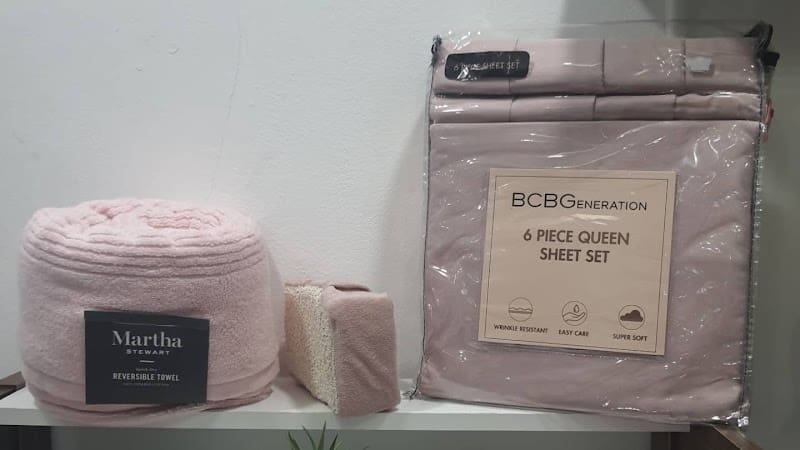 6 PIECE SHEET SET
BCBGENERATION
6 PIECE QUEEN
SHEET SET
WRINKLE RESISTANT
EASY CARE
SUPER SOFT
Martha
STEWART
REVERSIBLE TOWEL